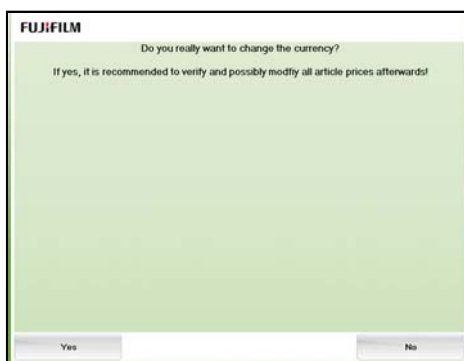 FUJIFILM
Do you really want to change the currency?
If yes, it is recommended to verify and possibly modfiy all article prices afterwards!
Yes
No